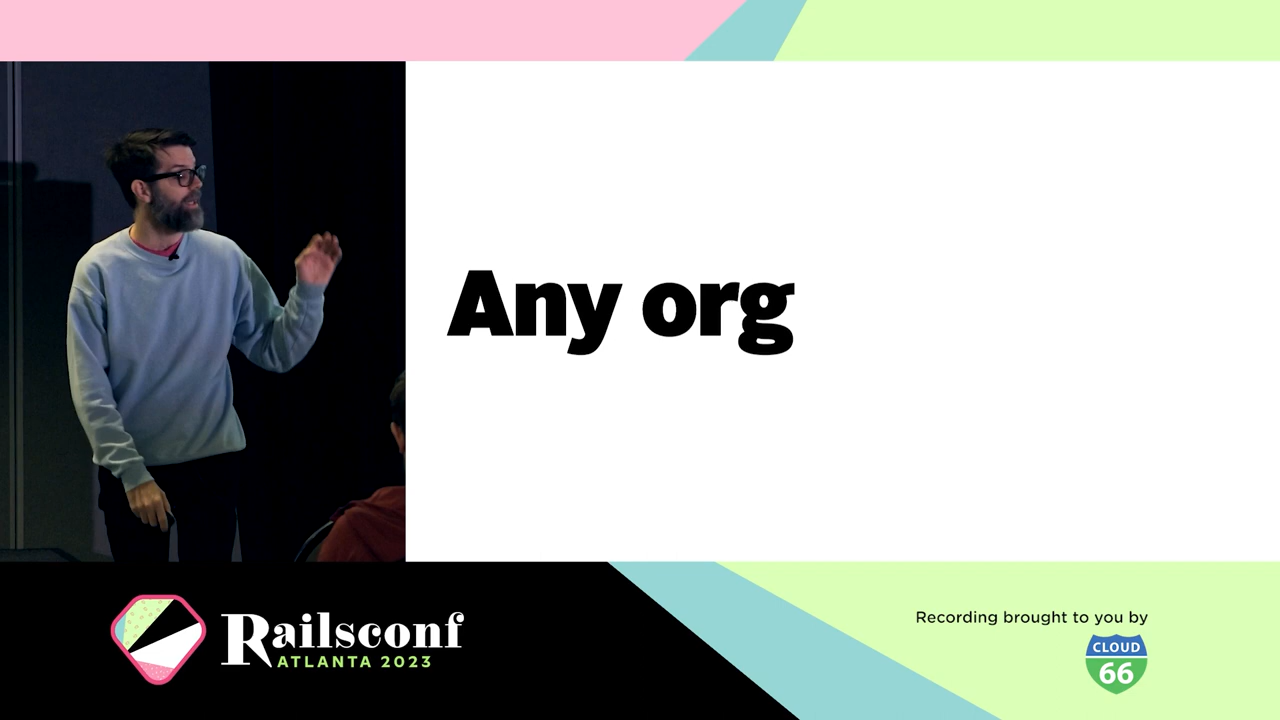 Any org
Railsconf
ATLANTA 2023
Recording brought to you by
CLOUD
66